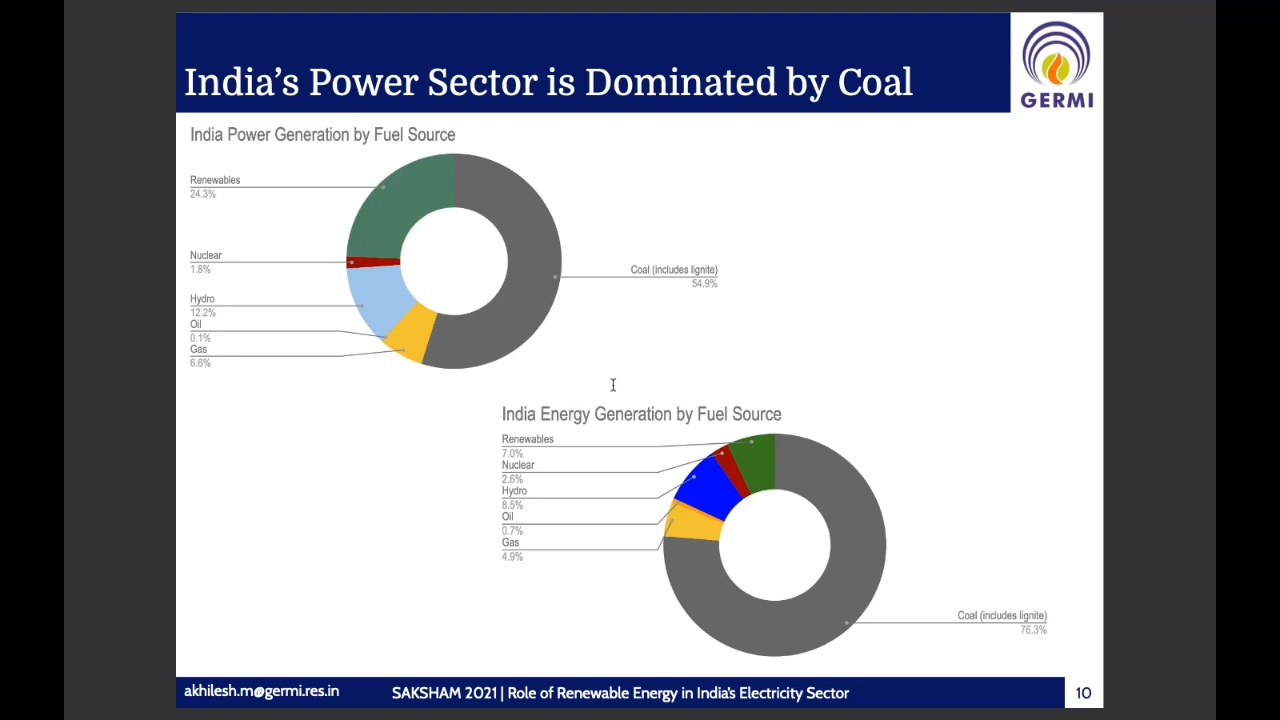 India's Power Sector is Dominated by Coal
GERMI
India Power Generation by Fuel Source
Renewables
24.3%
Nuclear
1.8%
Hydro
12.2%
Oil
0.1%
Gas
6.6%
Coal (includes lignite)
54.9%
India Energy Generation by Fuel Source
Renewables
7.0%
Nuclear
2.6%
Hydro
8.5%
Oil
0.7%
Gas
4.9%
Coal (includes lignite)
76.3%
akhilesh.m@germi.res.in
SAKSHAM 2021 | Role of Renewable Energy in India's Electricity Sector
10